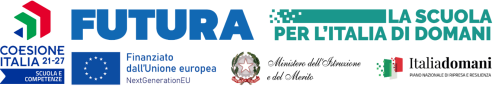 COESIONE
ITALIA 21-27
SCUOLA E
COMPETENZE
FUTURA
LA SCUOLA
PER L'ITALIA DI DOMANI
Finanziato
dall'Unione europea
NextGenerationEU
Ministero dell'Istruzione
e del Merito
Italiadomani
PIANO NAZIONALE DI RIPRESA E RESILIENZA